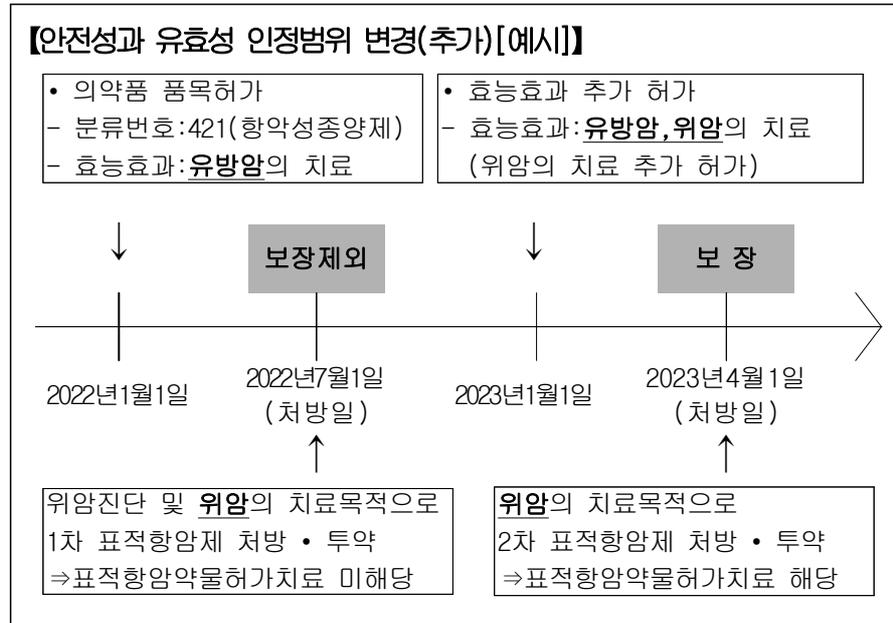 【안전성과 유효성 인정범위 변경(추가)[예시]】
• 의약품 품목허가
- 분류번호:421(항악성종양제)
- 효능효과:유방암의 치료
• 효능효과 추가 허가
- 효능효과:유방암,위암의 치료
(위암의 치료 추가 허가)
보장제외
보 장
2022년1월1일
2022년7월1일
(처방일)
2023년1월1일
2023년4월1일
(처방일)
위암진단 및 위암의 치료목적으로
1차 표적항암제 처방 • 투약
⇒표적항암약물허가치료 미해당
위암의 치료목적으로
2차 표적항암제 처방 • 투약
⇒표적항암약물허가치료 해당